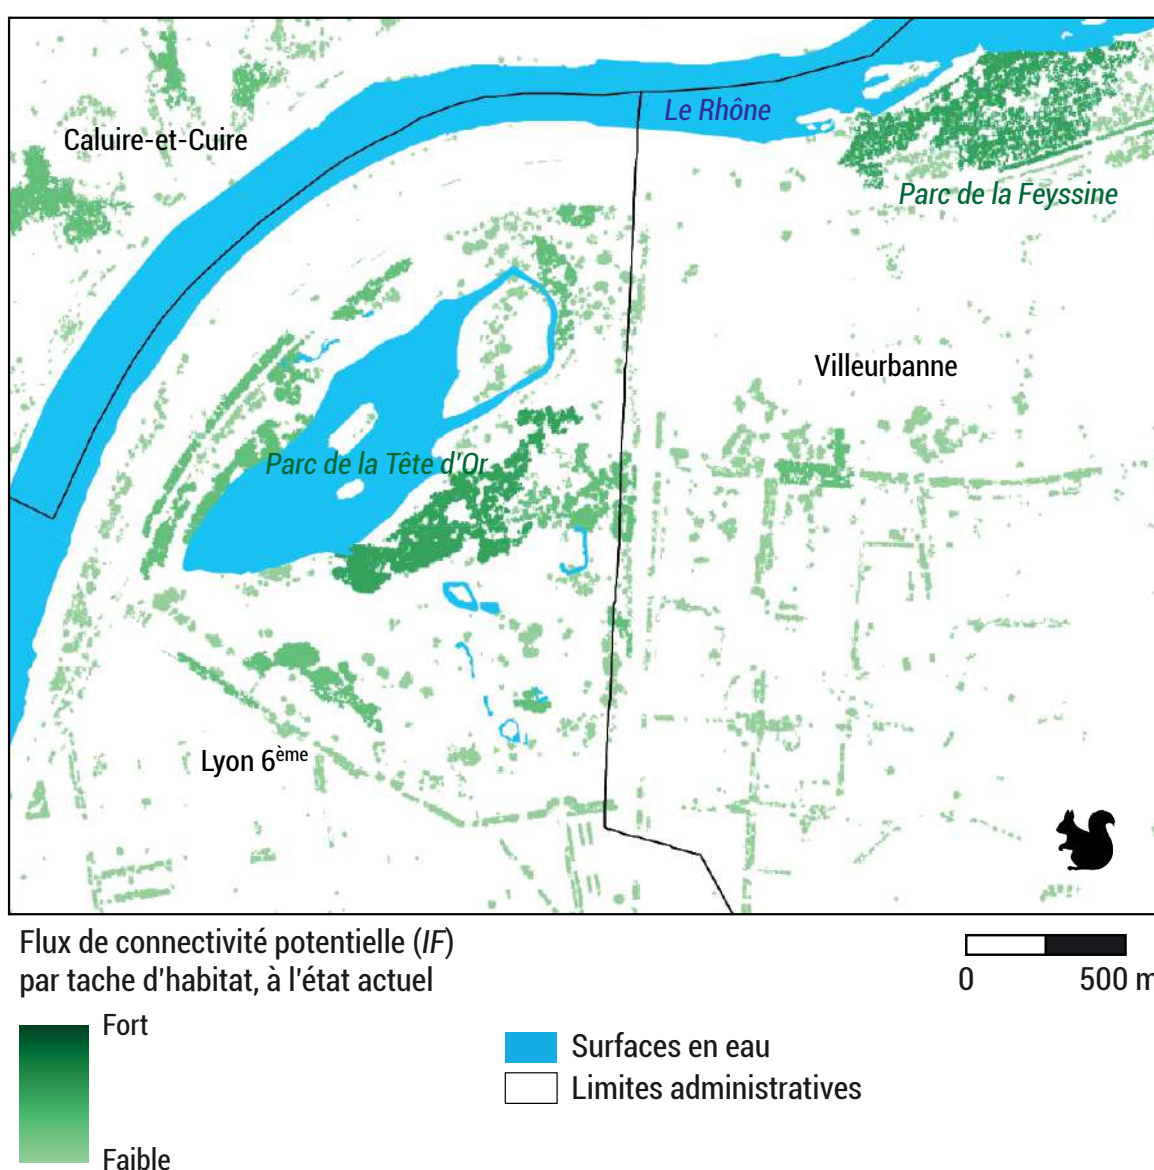 Le Rhône
Caluire-et-Cuire
Parc de la Feyssine
Villeurbanne
Parc de la Tête d'Or
Lyon 6ème
Flux de connectivité potentielle (IF)
par tache d'habitat, à l'état actuel
0 500 m
Fort
Faible
Surfaces en eau
Limites administratives